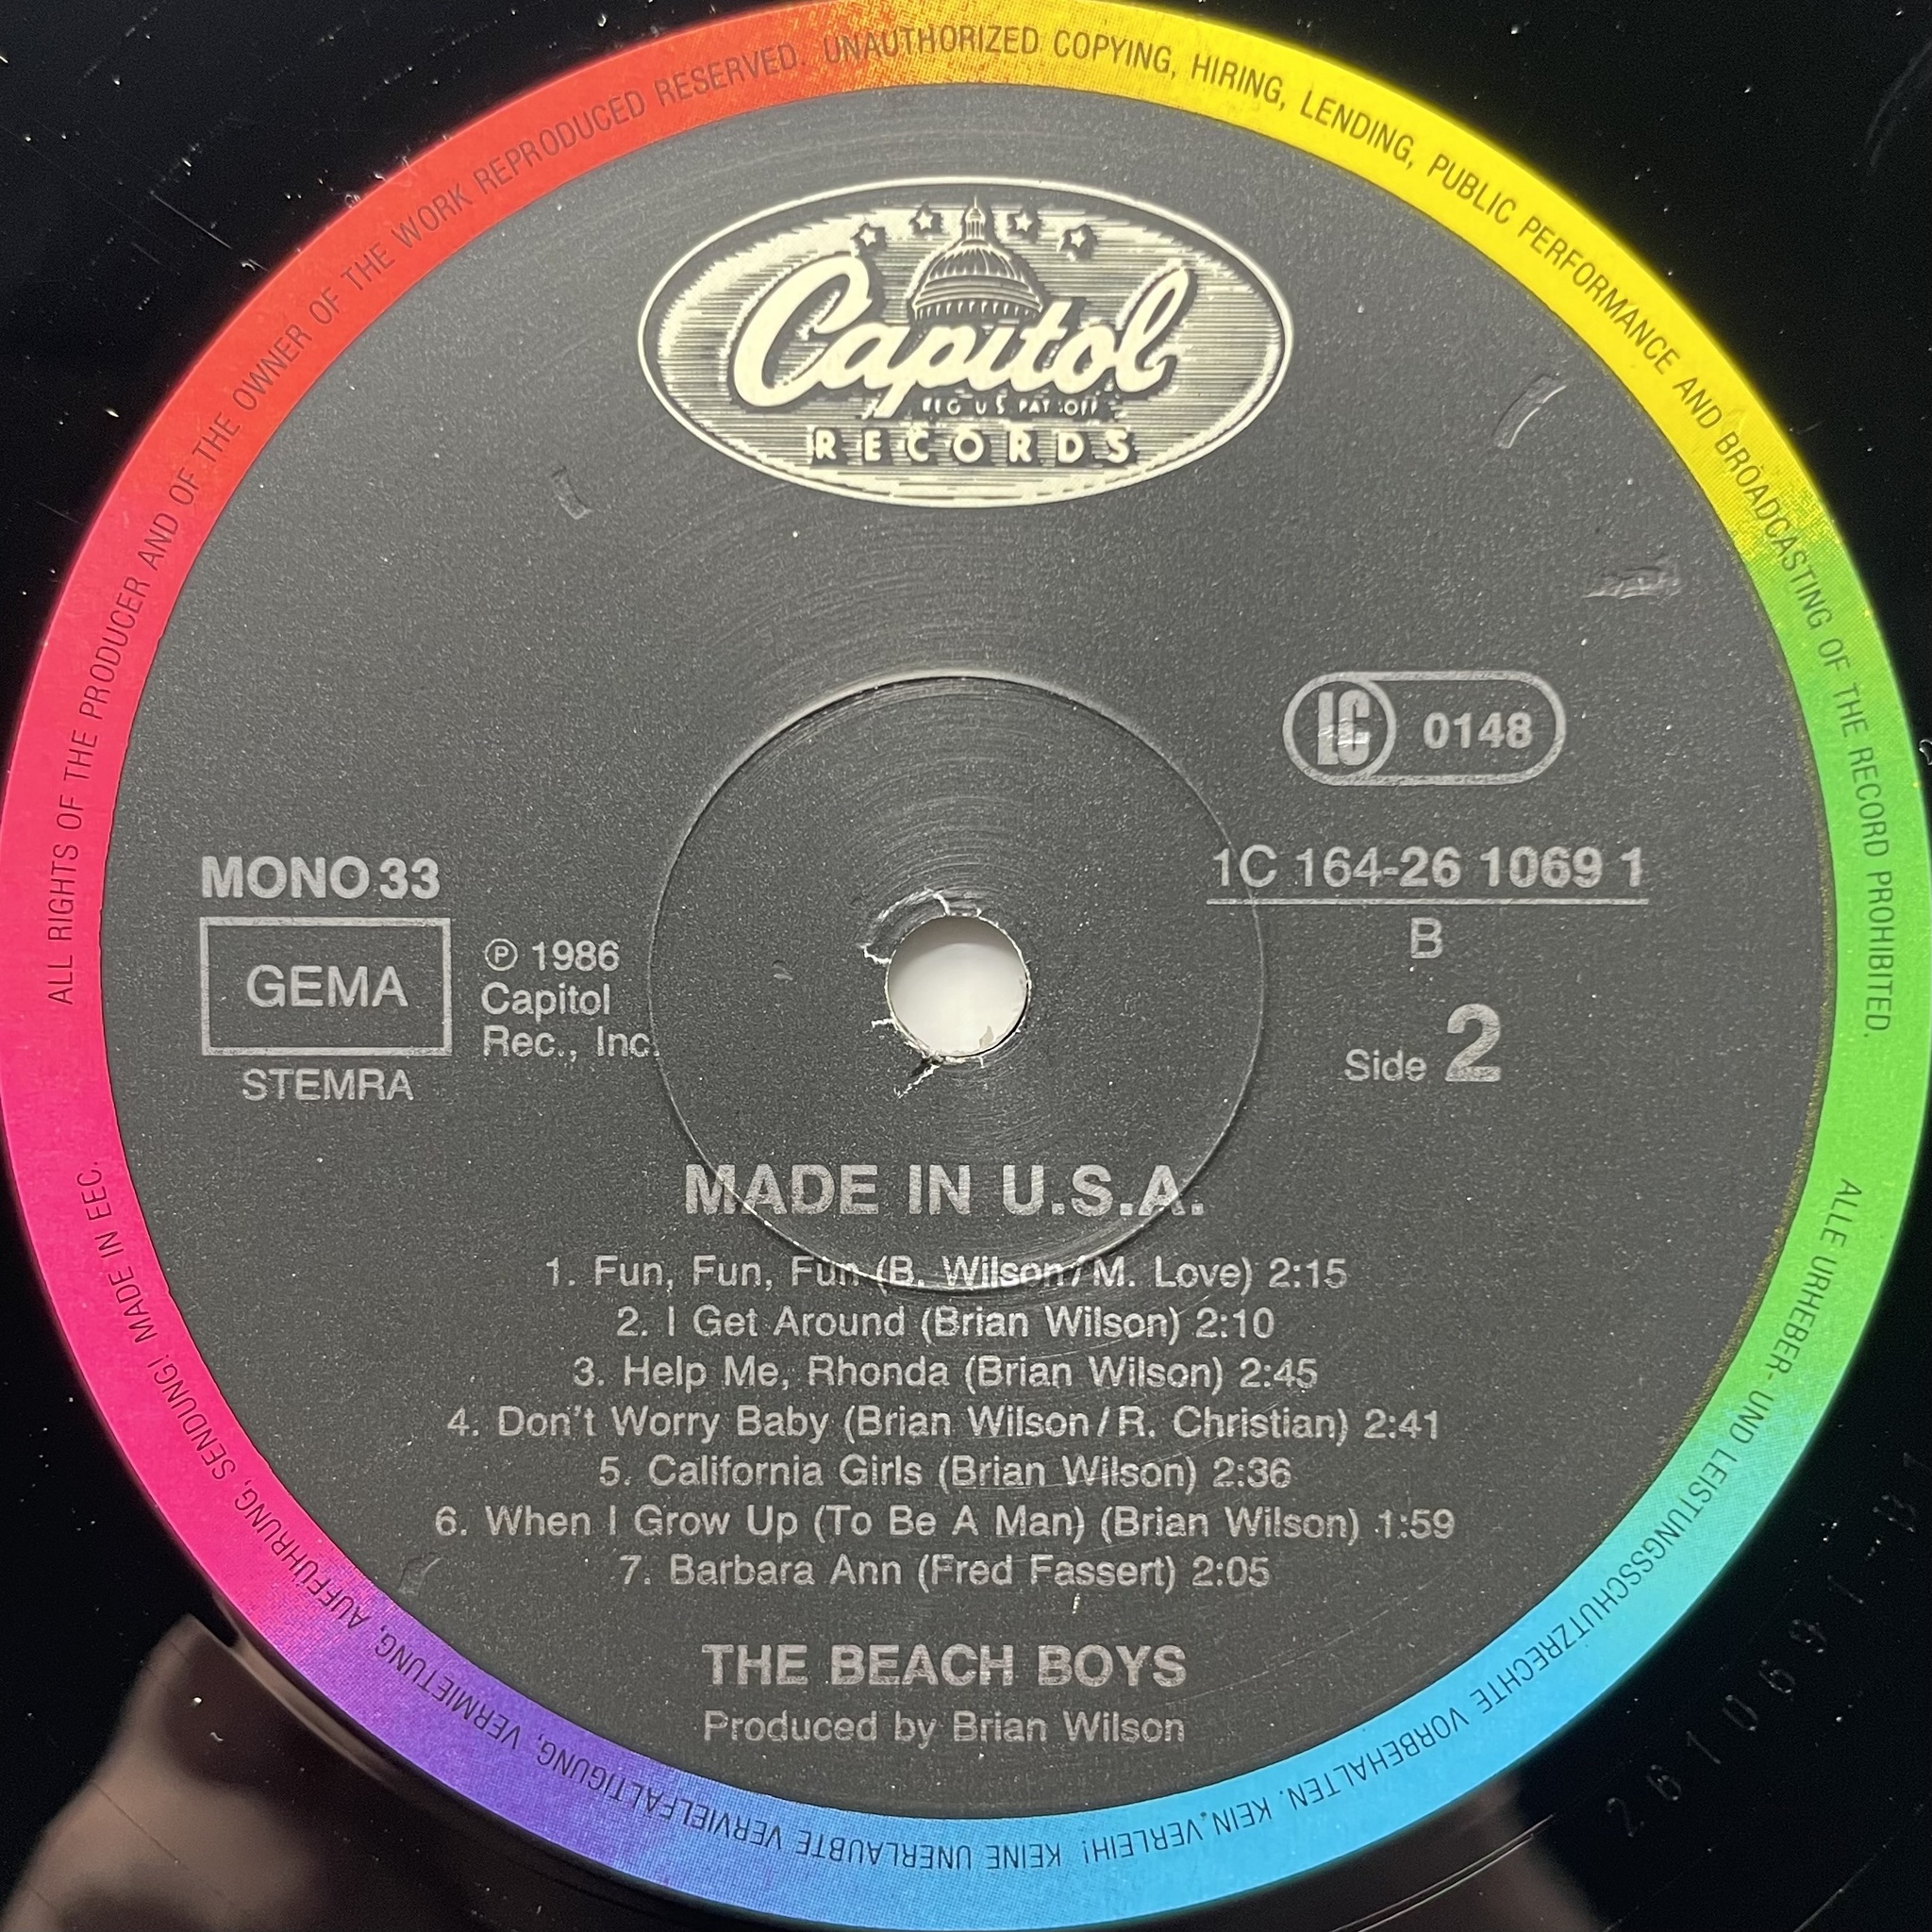 ALL RIGHTS OF THE PRODUCER AND OF THE OWNER OF THE WORK REPRODUCED RESERVED. UNAUTHORIZED COPYING, HIRING, LENDING, PUBLIC PERFORMANCE AND BROADCASTING OF THE RECORD PROHIBITED.
Capitol
REG. U.S. PAT. OFF.
RECORDS
LC 0148
MONO 33
GEMA
STEMRA
℗ 1986
Capitol
Rec., Inc.
1C 164-26 1069 1
B
Side 2
MADE IN U.S.A.
1. Fun, Fun, Fun (B. Wilson/M. Love) 2:15
2. I Get Around (Brian Wilson) 2:10
3. Help Me, Rhonda (Brian Wilson) 2:45
4. Don't Worry Baby (Brian Wilson/R. Christian) 2:41
5. California Girls (Brian Wilson) 2:36
6. When I Grow Up (To Be A Man) (Brian Wilson) 1:59
7. Barbara Ann (Fred Fassert) 2:05
THE BEACH BOYS
Produced by Brian Wilson
ALLE URHEBER- UND LEISTUNGSSCHUTZRECHTE VORBEHALTEN. KEIN VERLEIH! KEINE UNERLAUBTE VERVIELFÄLTIGUNG, VERMIETUNG, AUFFÜHRUNG, SENDUNG! MADE IN EEC.
2610691-B